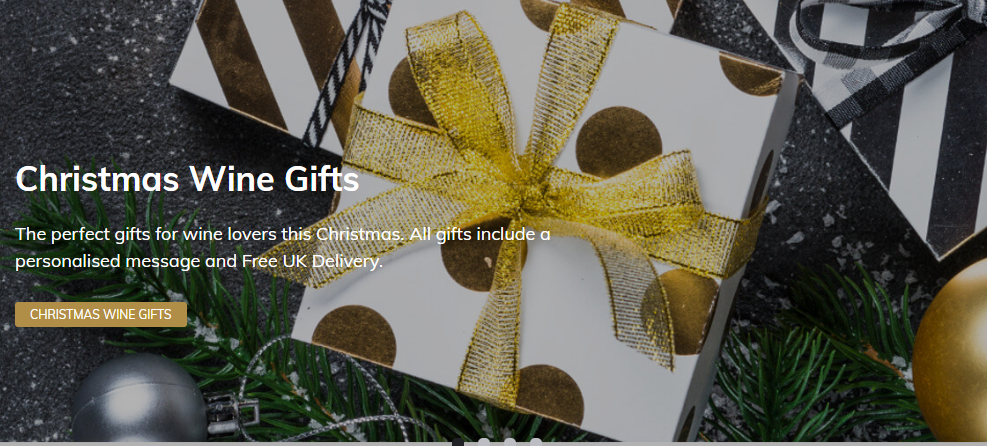 Christmas Wine Gifts
The perfect gifts for wine lovers this Christmas. All gifts include a
personalised message and Free UK Delivery.
CHRISTMAS WINE GIFTS